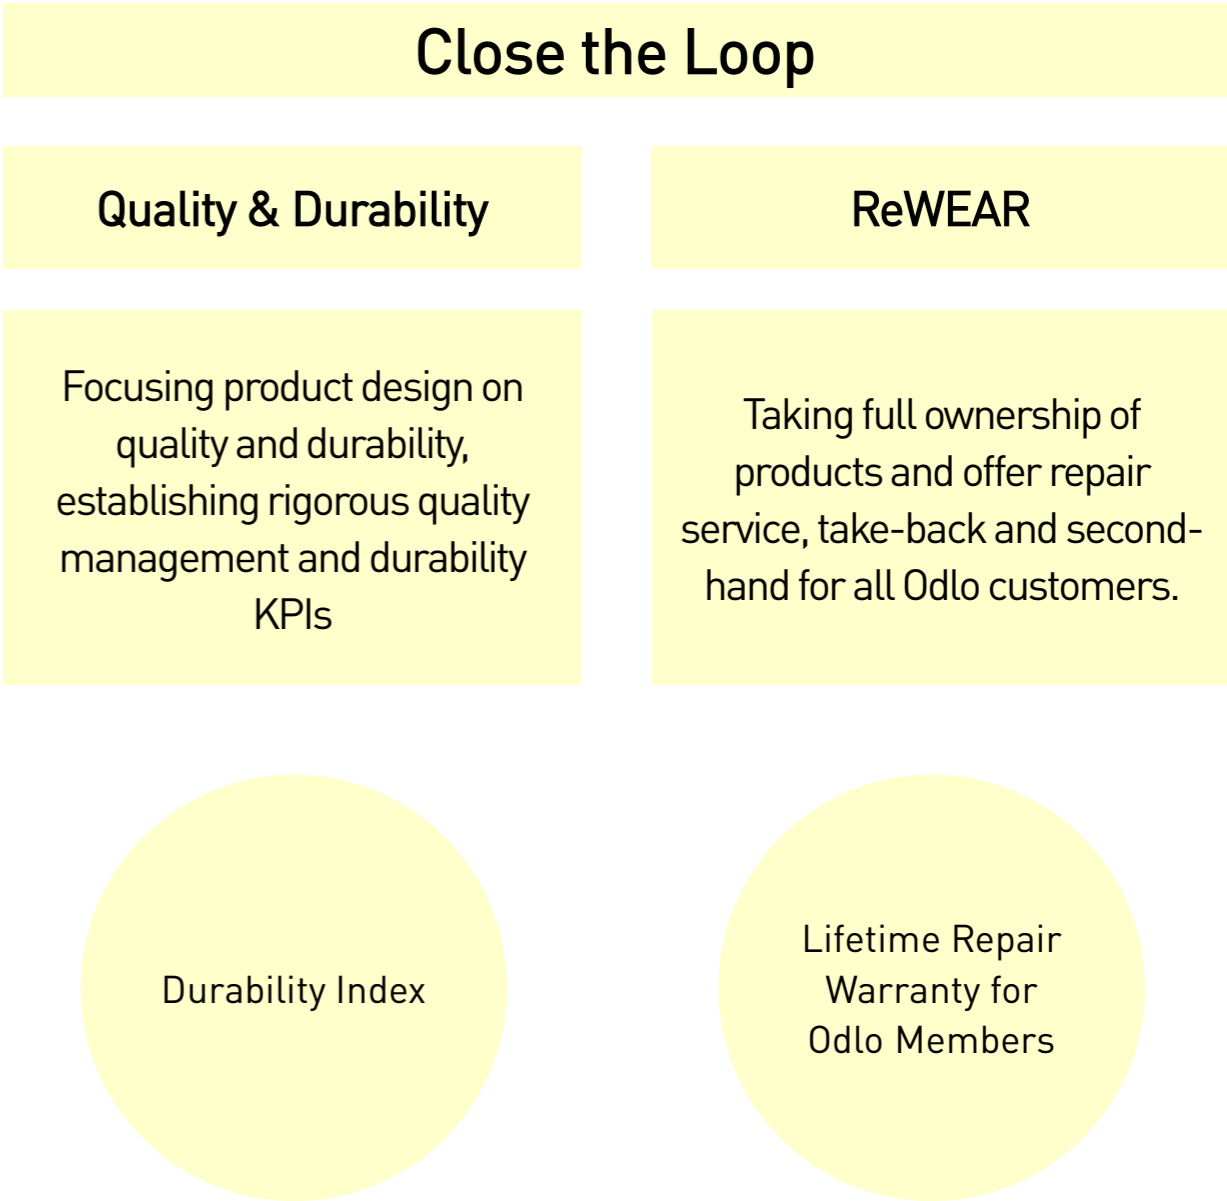 Close the Loop
Quality & Durability
ReWEAR
Focusing product design on
quality and durability,
establishing rigorous quality
management and durability
KPIs
Taking full ownership of
products and offer repair
service, take-back and second-
hand for all Odlo customers.
Durability Index
Lifetime Repair
Warranty for
Odlo Members